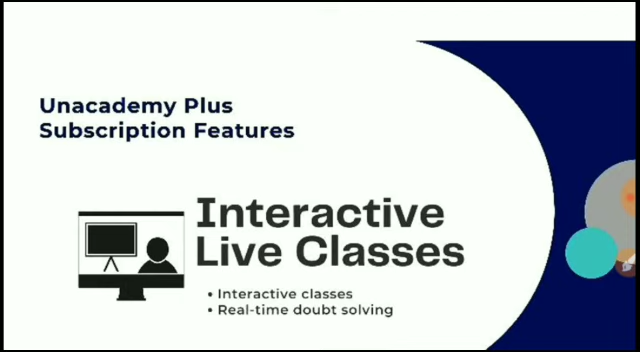 Unacademy Plus
Subscription Features
Interactive
Live Classes
• Interactive classes
• Real-time doubt solving